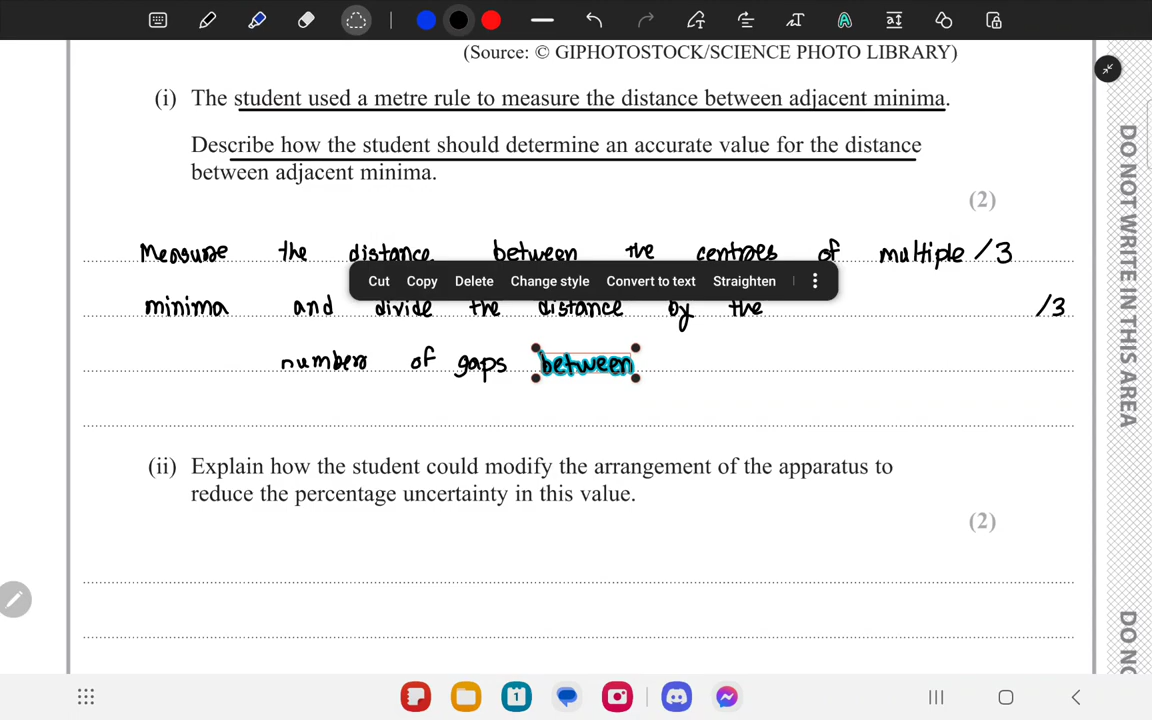 (Source: © GIPHOTOSTOCK/SCIENCE PHOTO LIBRARY)
(i) The student used a metre rule to measure the distance between adjacent minima.
Describe how the student should determine an accurate value for the distance
between adjacent minima.
(2)
Measure the distance between the centres of multiple /3
Cut Copy Delete Change style Convert to text Straighten
minima and divide the distance by the /3
numbers of gaps between
(ii) Explain how the student could modify the arrangement of the apparatus to
reduce the percentage uncertainty in this value.
(2)
DO NOT WRITE IN THIS AREA
DO NO
1